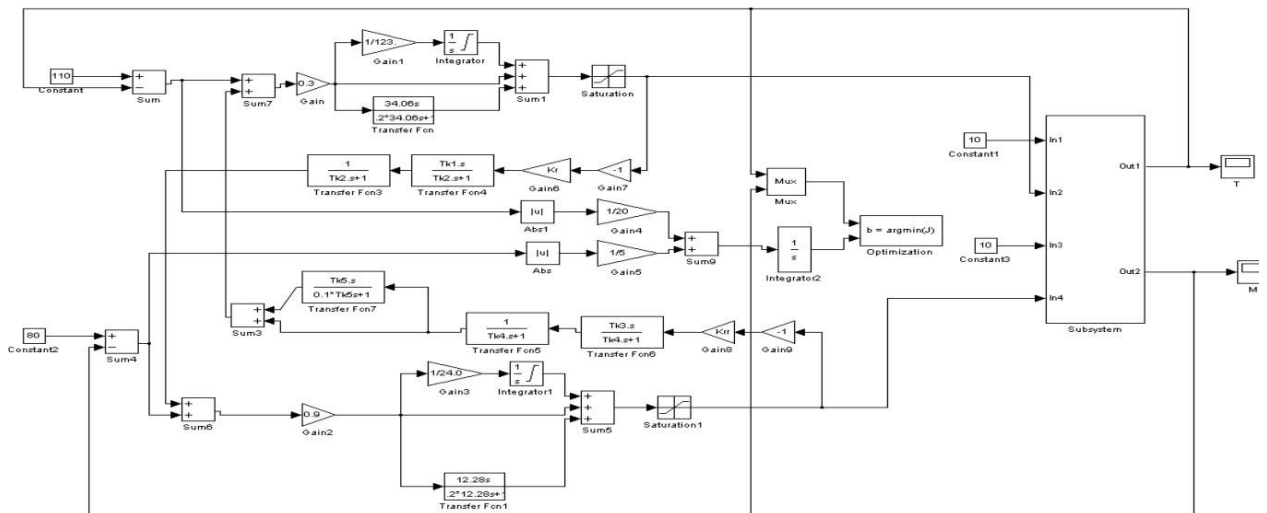 110
Constant
+
−
Sum
+
+
Sum7
0.3
Gain
1/123.
Gain1
1
s
Integrator
34.06s
.2*34.06s+1
Transfer Fcn
+
+
+
Sum1
Saturation
1
Tk2.s+1
Transfer Fcn3
Tk1.s
Tk2.s+1
Transfer Fcn4
Kr
Gain6
-1
Gain7
|u|
Abs1
1/20
Gain4
|u|
Abs
1/5
Gain5
+
+
Sum9
1
s
Integrator2
Mux
Mux
b = argmin(J)
Optimization
10
Constant1
10
Constant3
In1
In2
In3
In4
Out1
Out2
Subsystem
T
M
Tk5.s
0.1*Tk5s+1
Transfer Fcn7
+
+
Sum3
1
Tk4.s+1
Transfer Fcn5
Tk3.s
Tk4.s+1
Transfer Fcn6
Krr
Gain8
-1
Gain9
80
Constant2
+
−
Sum4
+
+
Sum6
0.9
Gain2
1/24.0
Gain3
1
s
Integrator1
12.28s
.2*12.28s+1
Transfer Fcn1
+
+
+
Sum5
Saturation1